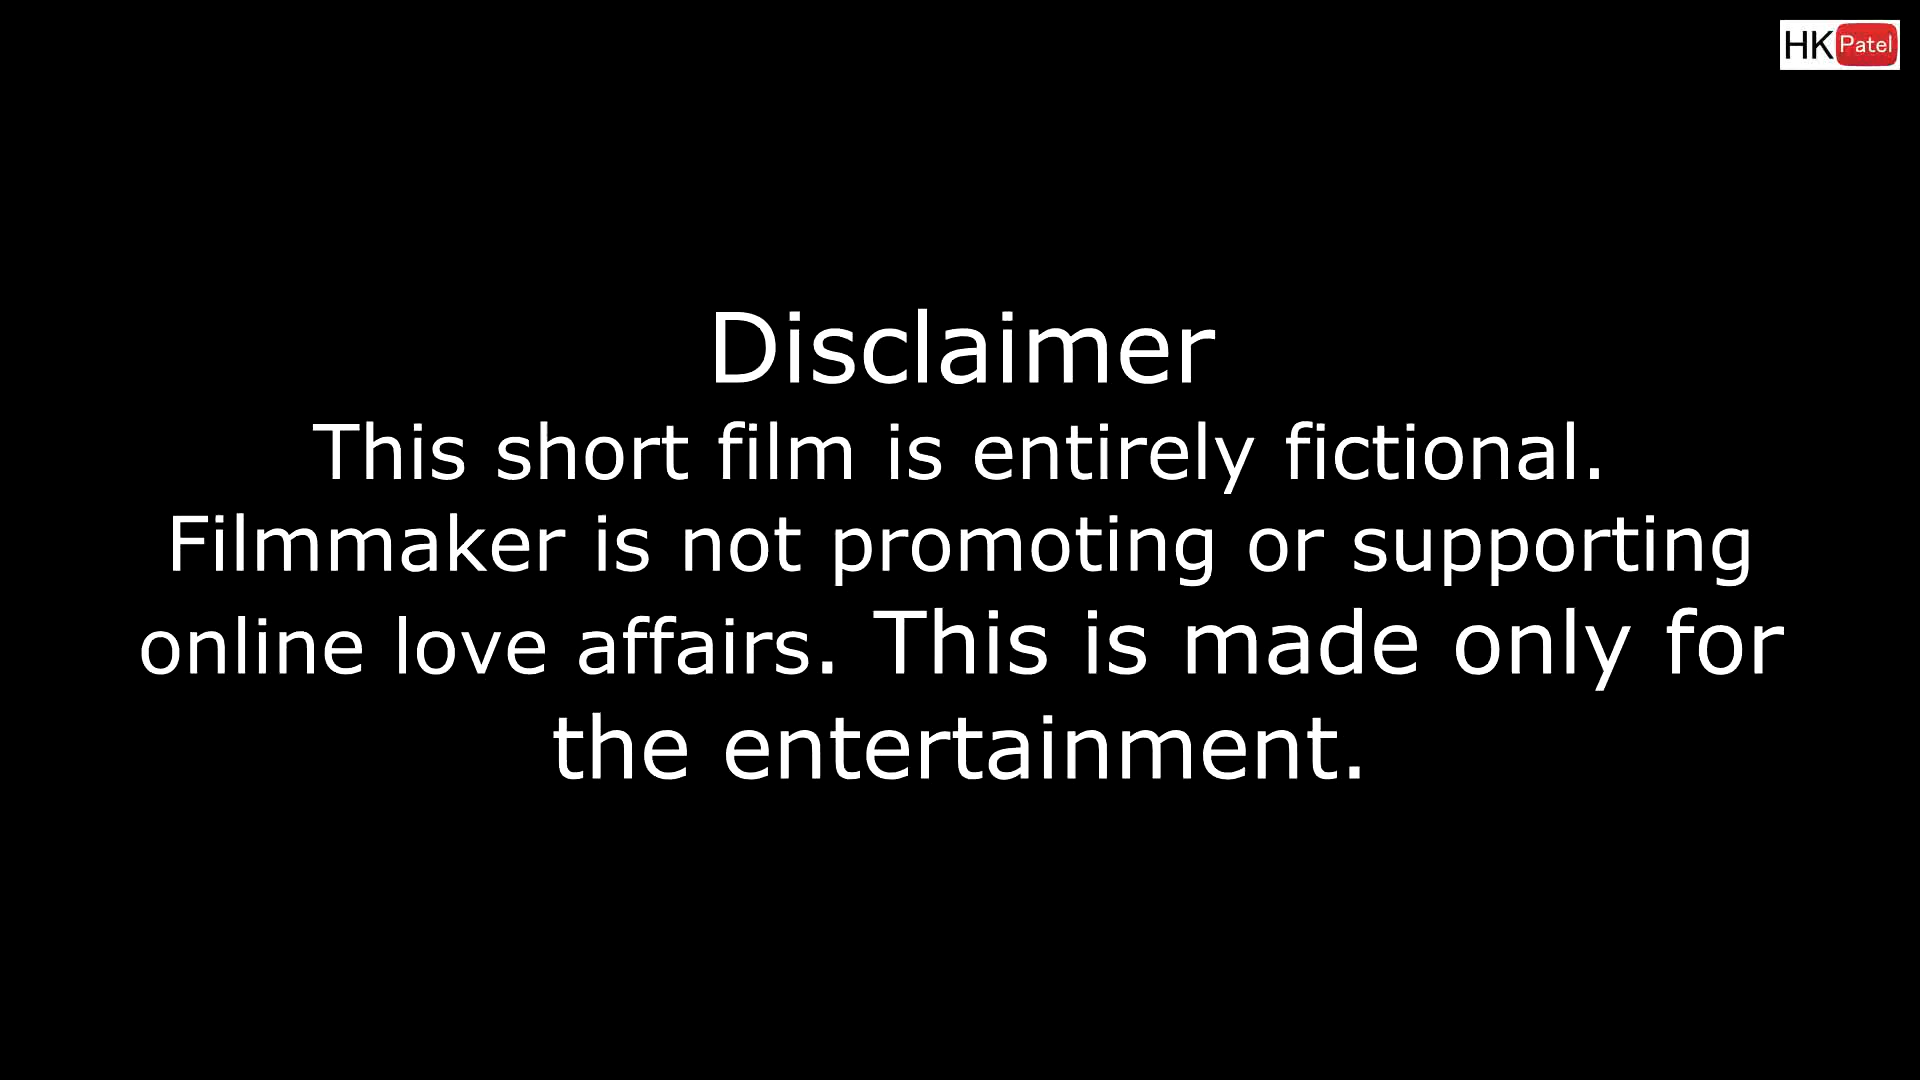 HK Patel
Disclaimer
This short film is entirely fictional.
Filmmaker is not promoting or supporting
online love affairs. This is made only for
the entertainment.